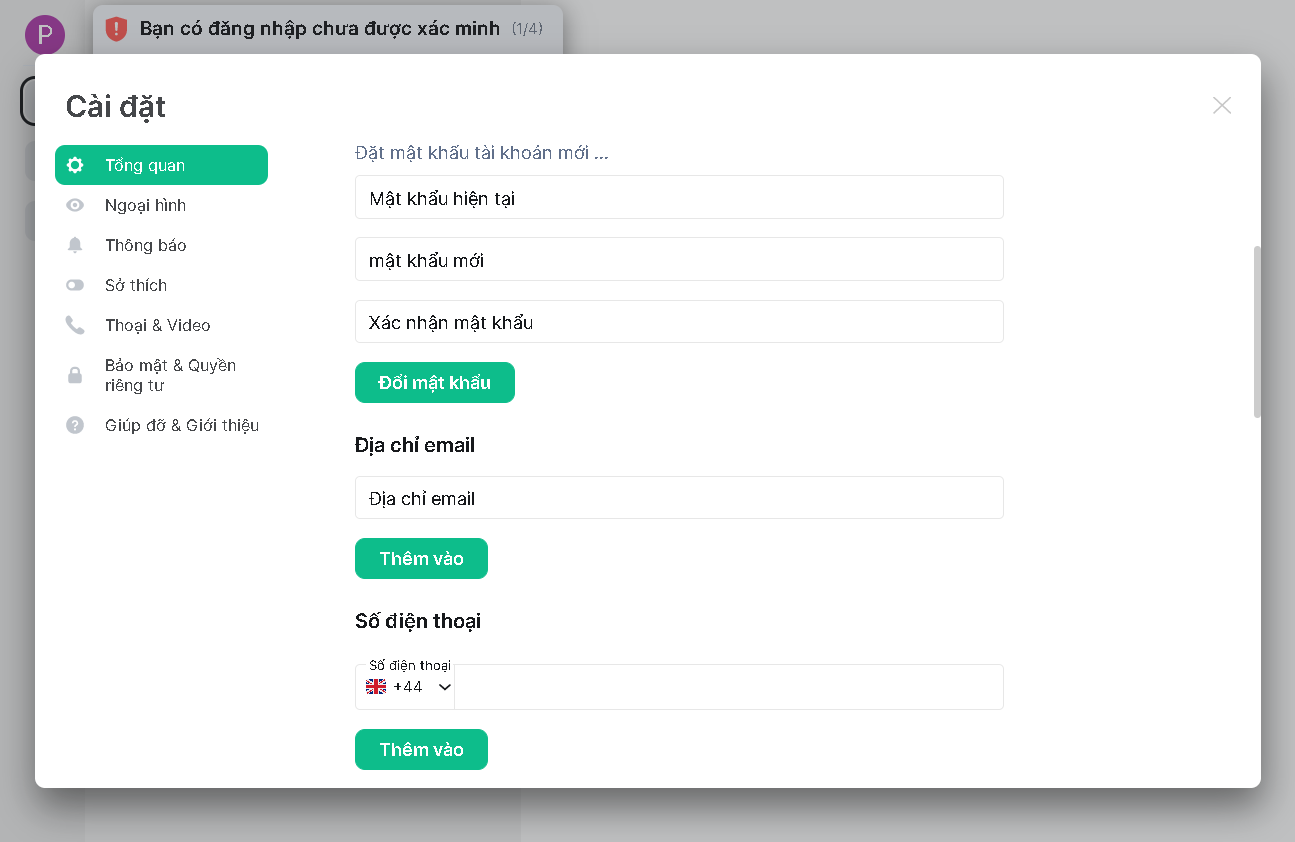 P
Bạn có đăng nhập chưa được xác minh (1/4)
Cài đặt
Tổng quan
Ngoại hình
Thông báo
Sở thích
Thoại & Video
Bảo mật & Quyền
riêng tư
Giúp đỡ & Giới thiệu
Đặt mật khẩu tài khoán mới ...
Mật khẩu hiện tại
mật khẩu mới
Xác nhận mật khẩu
Đổi mật khẩu
Địa chỉ email
Địa chỉ email
Thêm vào
Số điện thoại
Số điện thoại
+44
Thêm vào